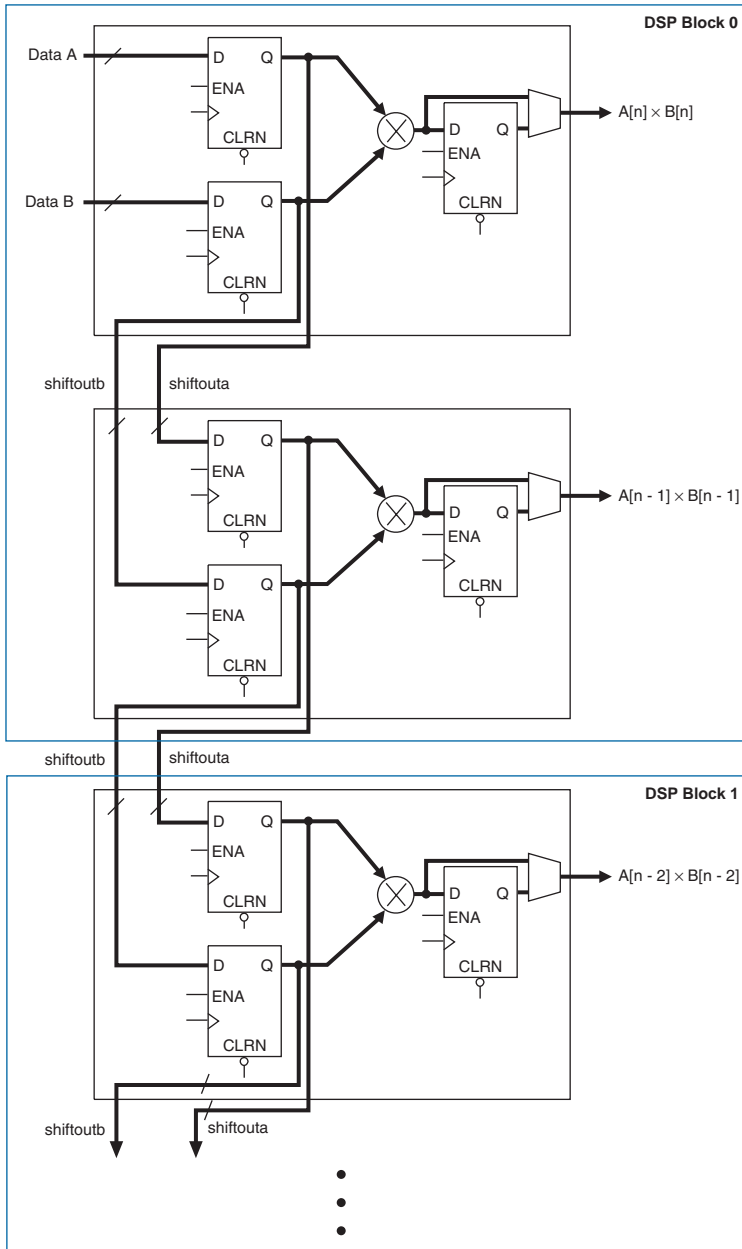 DSP Block 0
Data A
D Q
ENA
CLRN
A[n] × B[n]
D Q
ENA
CLRN
Data B
D Q
ENA
CLRN
shiftoutb
shiftouta
D Q
ENA
CLRN
A[n - 1] × B[n - 1]
D Q
ENA
CLRN
D Q
ENA
CLRN
shiftoutb
shiftouta
DSP Block 1
D Q
ENA
CLRN
A[n - 2] × B[n - 2]
D Q
ENA
CLRN
D Q
ENA
CLRN
shiftoutb
shiftouta